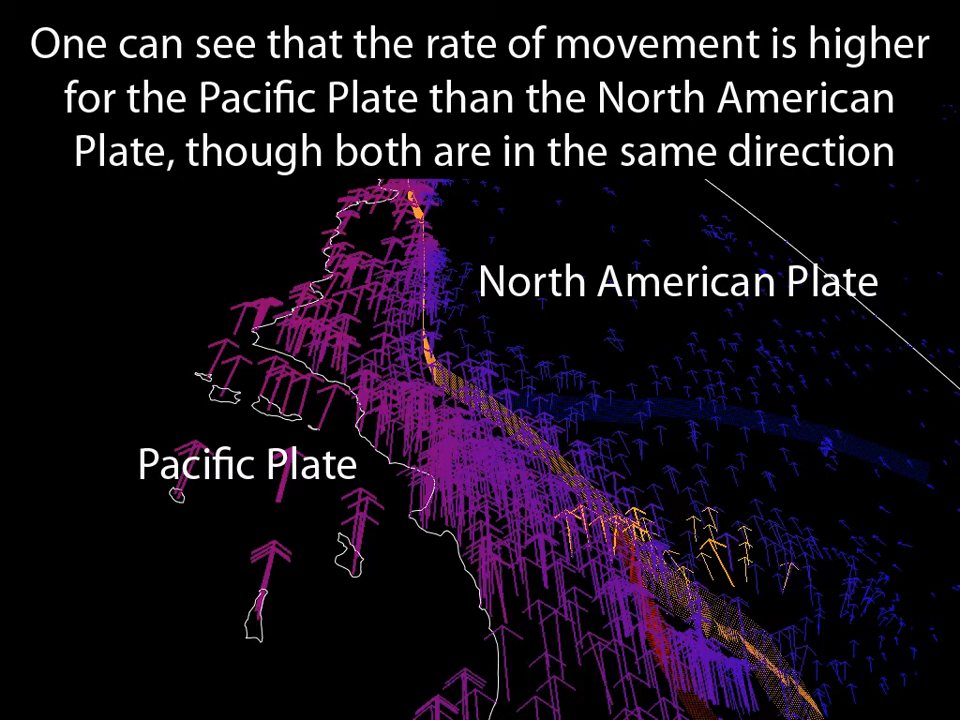 One can see that the rate of movement is higher
for the Pacific Plate than the North American
Plate, though both are in the same direction
North American Plate
Pacific Plate